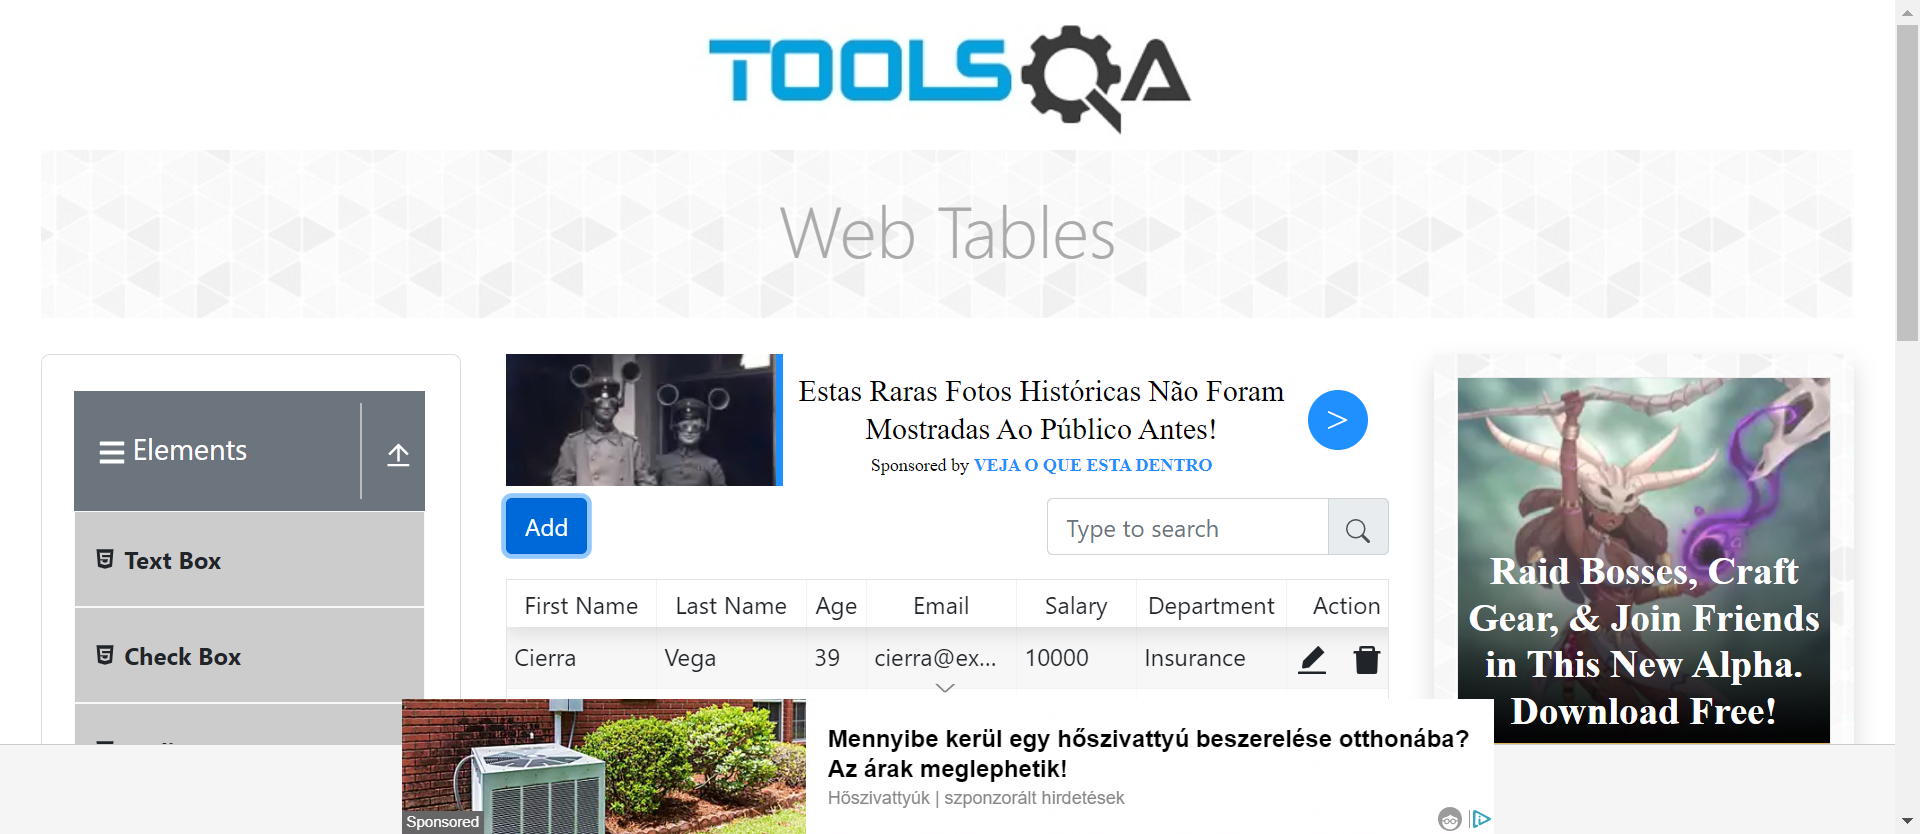 TOOLSQA
Web Tables
Elements
Text Box
Check Box
Estas Raras Fotos Históricas Não Foram
Mostradas Ao Público Antes!
Sponsored by VEJA O QUE ESTA DENTRO
>
Add
Type to search
First Name Last Name Age Email Salary Department Action
Cierra Vega 39 cierra@ex... 10000 Insurance
Raid Bosses, Craft
Gear, & Join Friends
in This New Alpha.
Download Free!
Mennyibe kerül egy hőszivattyú beszerelése otthonába?
Az árak meglephetik!
Hőszivattyúk | szponzorált hirdetések
Sponsored